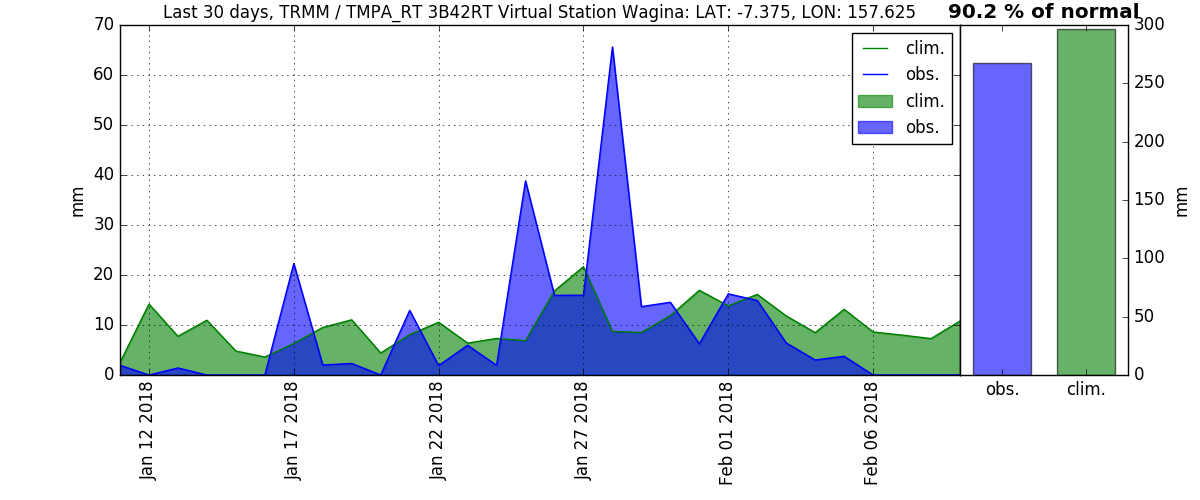 Last 30 days, TRMM / TMPA_RT 3B42RT Virtual Station Wagina: LAT: -7.375, LON: 157.625
90.2 % of normal
70
60
50
40
30
20
10
0
mm
clim.
obs.
clim.
obs.
Jan 12 2018
Jan 17 2018
Jan 22 2018
Jan 27 2018
Feb 01 2018
Feb 06 2018
300
250
200
150
100
50
0
mm
obs.
clim.